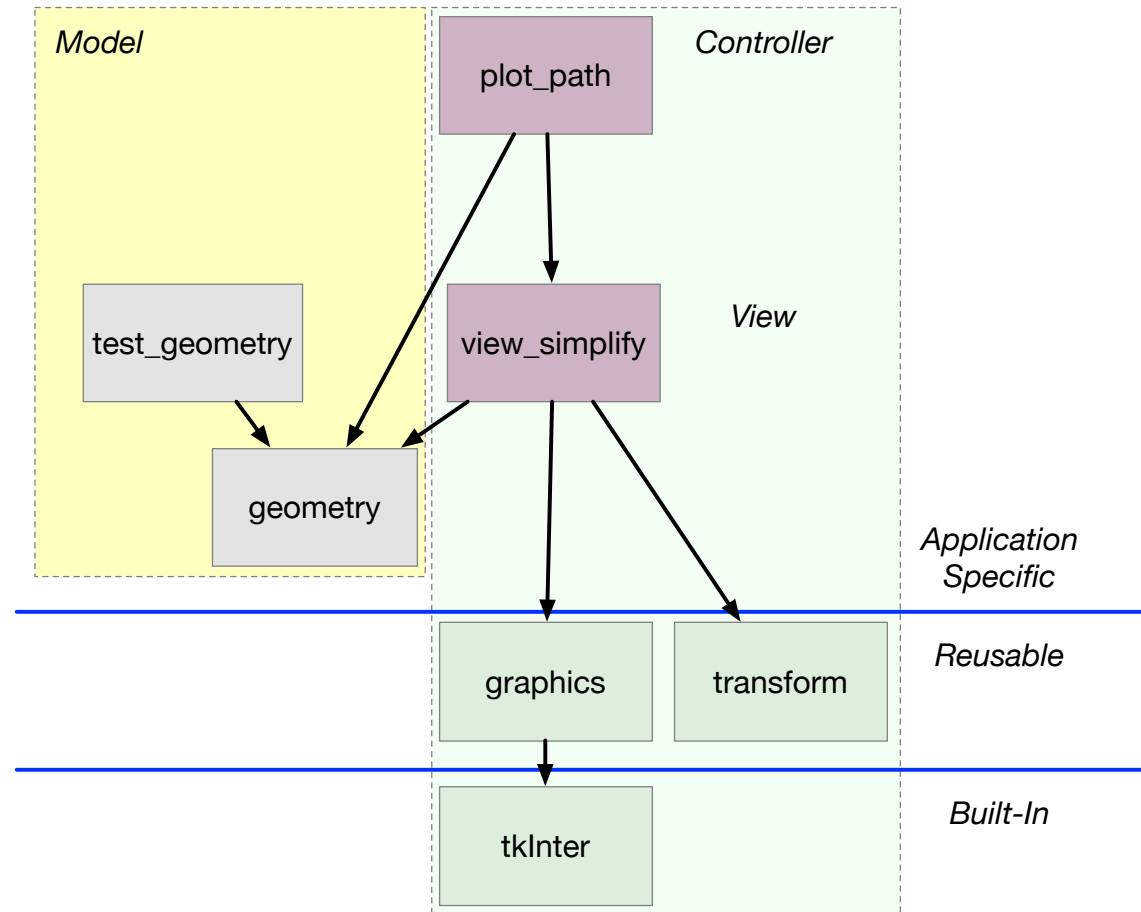 Model
Controller
plot_path
test_geometry
view_simplify
View
geometry
Application
Specific
graphics
transform
Reusable
tkInter
Built-In